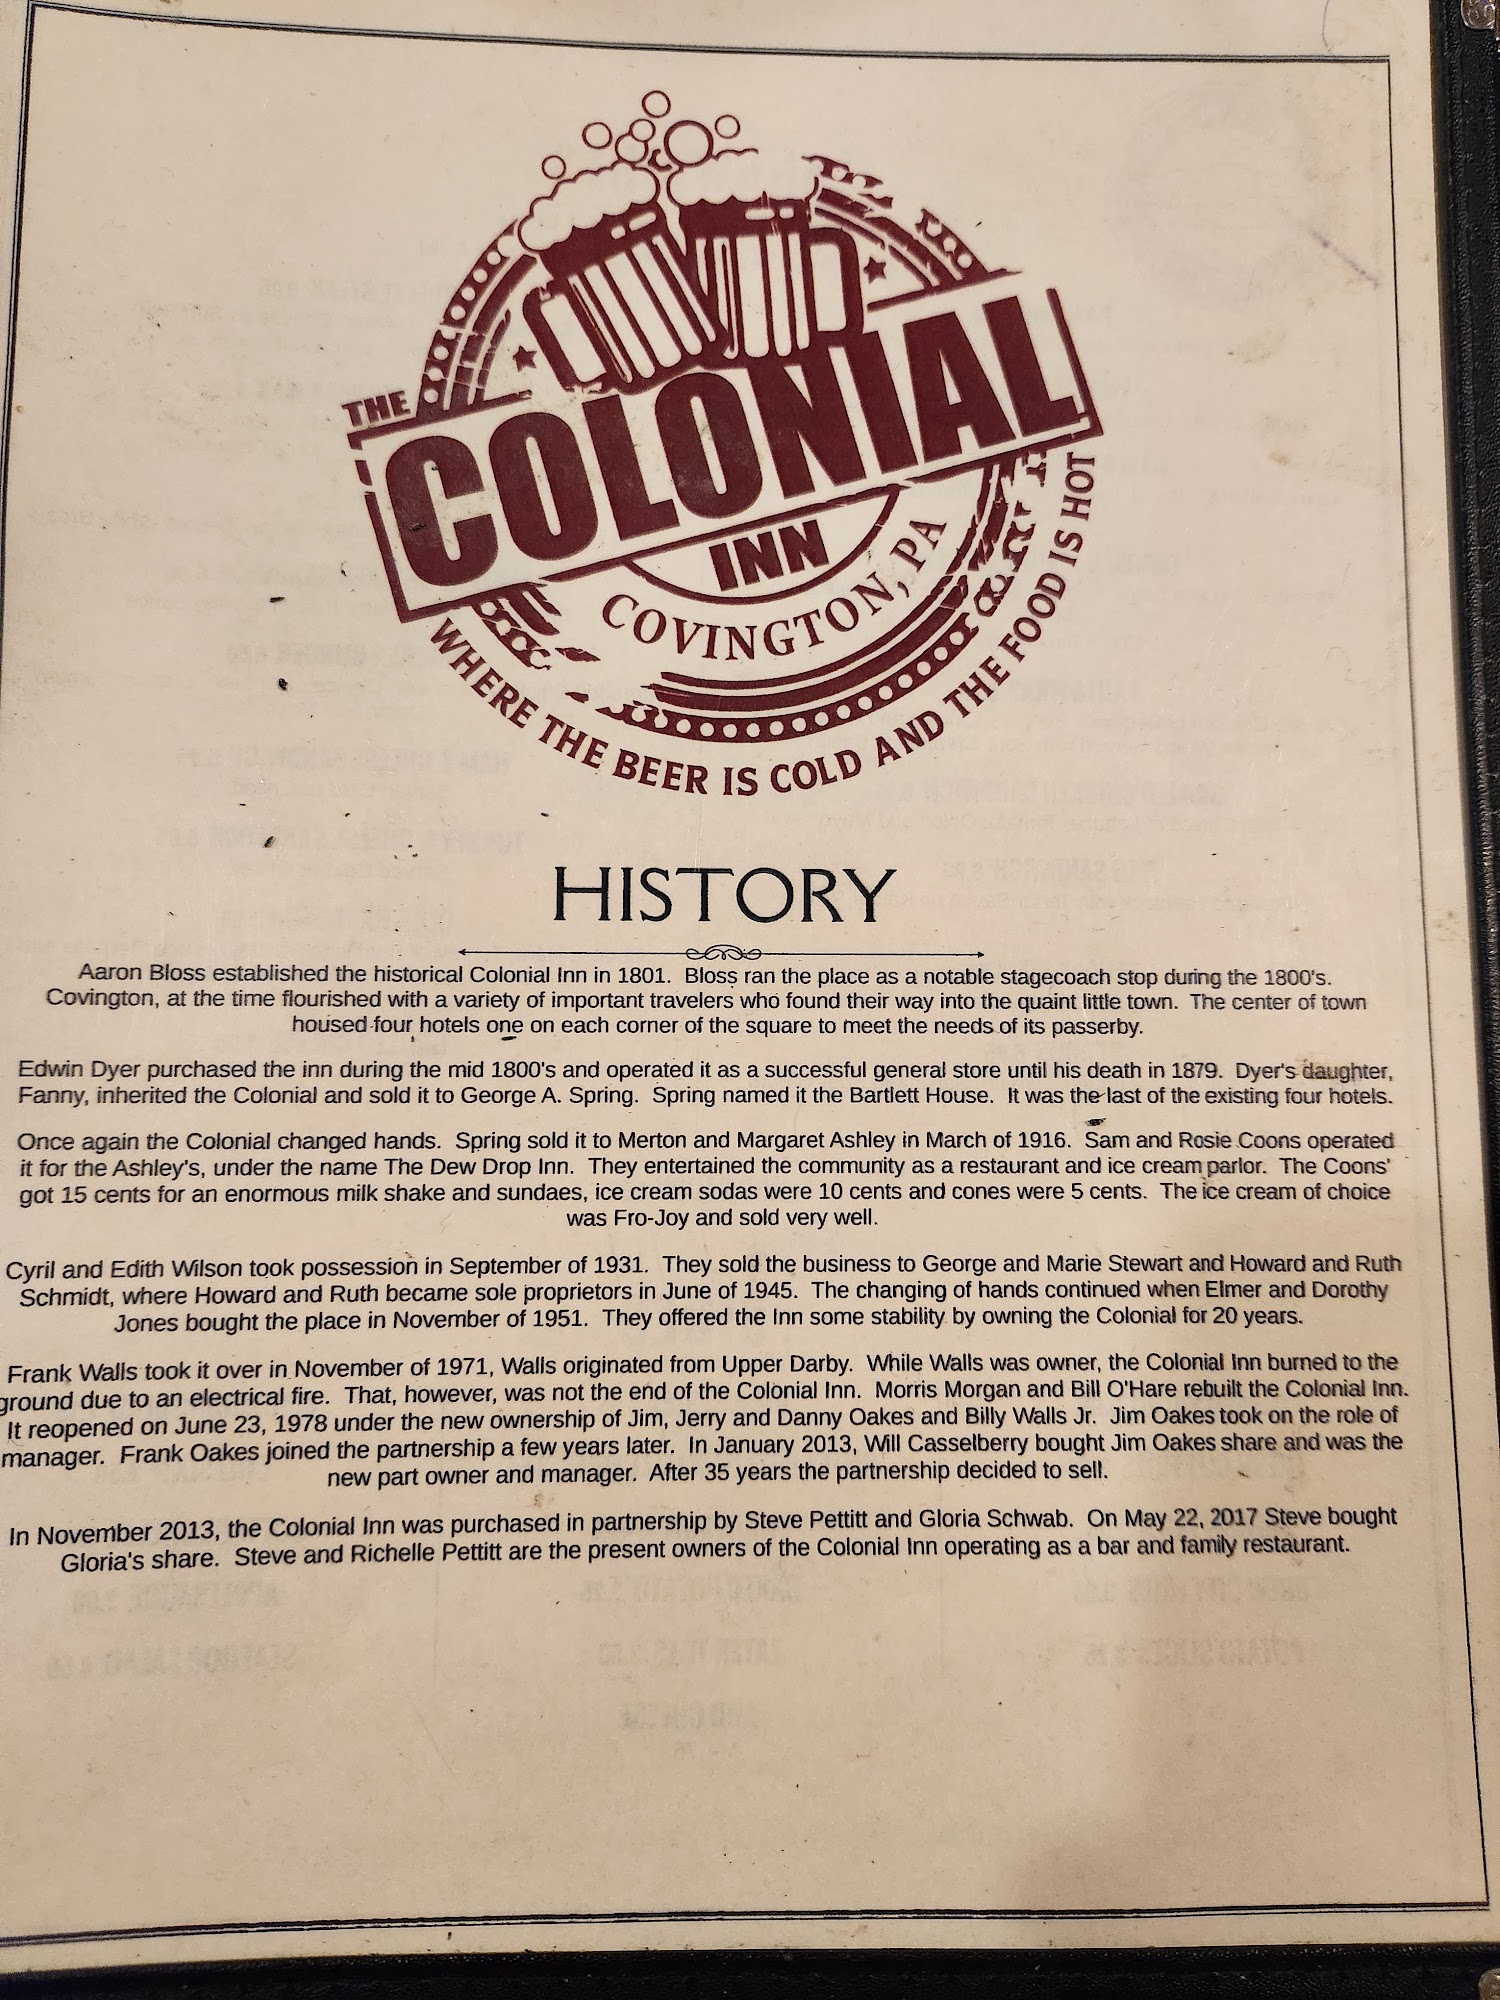 THE
COLONIAL
INN
COVINGTON, PA
WHERE THE BEER IS COLD AND THE FOOD IS HOT
HISTORY
Aaron Bloss established the historical Colonial Inn in 1801. Bloss ran the place as a notable stagecoach stop during the 1800's.
Covington, at the time flourished with a variety of important travelers who found their way into the quaint little town. The center of town
housed four hotels one on each corner of the square to meet the needs of its passerby.
Edwin Dyer purchased the inn during the mid 1800's and operated it as a successful general store until his death in 1879. Dyer's daughter,
Fanny, inherited the Colonial and sold it to George A. Spring. Spring named it the Bartlett House. It was the last of the existing four hotels.
Once again the Colonial changed hands. Spring sold it to Merton and Margaret Ashley in March of 1916. Sam and Rosie Coons operated
it for the Ashley's, under the name The Dew Drop Inn. They entertained the community as a restaurant and ice cream parlor. The Coons'
got 15 cents for an enormous milk shake and sundaes, ice cream sodas were 10 cents and cones were 5 cents. The ice cream of choice
was Fro-Joy and sold very well.
Cyril and Edith Wilson took possession in September of 1931. They sold the business to George and Marie Stewart and Howard and Ruth
Schmidt, where Howard and Ruth became sole proprietors in June of 1945. The changing of hands continued when Elmer and Dorothy
Jones bought the place in November of 1951. They offered the Inn some stability by owning the Colonial for 20 years.
Frank Walls took it over in November of 1971, Walls originated from Upper Darby. While Walls was owner, the Colonial Inn burned to the
ground due to an electrical fire. That, however, was not the end of the Colonial Inn. Morris Morgan and Bill O'Hare rebuilt the Colonial Inn.
It reopened on June 23, 1978 under the new ownership of Jim, Jerry and Danny Oakes and Billy Walls Jr. Jim Oakes took on the role of
manager. Frank Oakes joined the partnership a few years later. In January 2013, Will Casselberry bought Jim Oakes share and was the
new part owner and manager. After 35 years the partnership decided to sell.
In November 2013, the Colonial Inn was purchased in partnership by Steve Pettitt and Gloria Schwab. On May 22, 2017 Steve bought
Gloria's share. Steve and Richelle Pettitt are the present owners of the Colonial Inn operating as a bar and family restaurant.